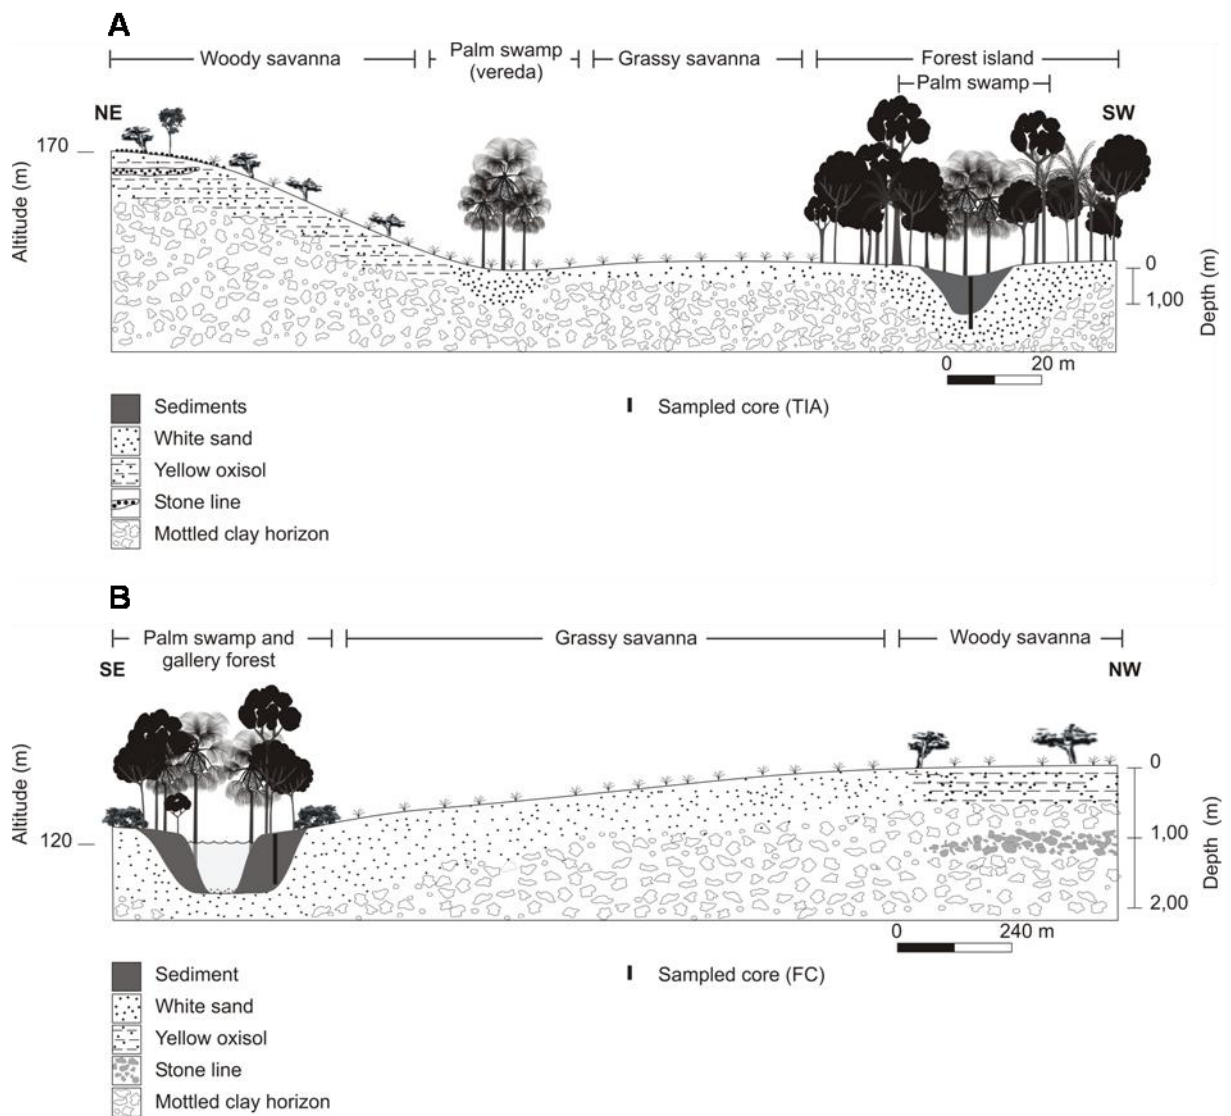 A
Woody savanna
Palm swamp
(vereda)
Grassy savanna
Forest island
Palm swamp
NE
SW
170
Altitude (m)
0
1,00
Depth (m)
0 20 m
Sediments
White sand
Yellow oxisol
Stone line
Mottled clay horizon
Sampled core (TIA)
B
Palm swamp and
gallery forest
Grassy savanna
Woody savanna
SE
NW
Altitude (m)
120
0
1,00
2,00
Depth (m)
0 240 m
Sediment
White sand
Yellow oxisol
Stone line
Mottled clay horizon
Sampled core (FC)